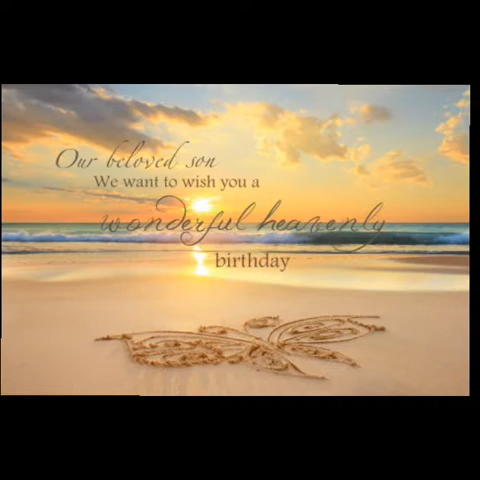 Our beloved son
We want to wish you a
wonderful heavenly
birthday